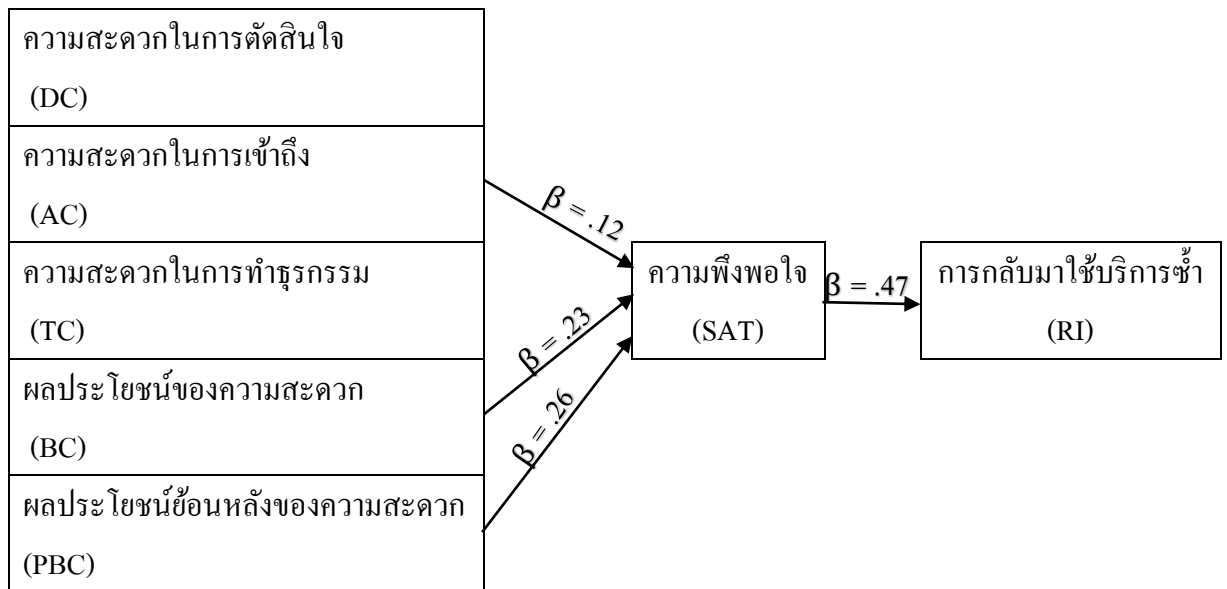 ความสะดวกในการตัดสินใจ
(DC)
ความสะดวกในการเข้าถึง
(AC)
ความสะดวกในการทำธุรกรรม
(TC)
ผลประโยชน์ของความสะดวก
(BC)
ผลประโยชน์ย้อนหลังของความสะดวก
(PBC)
β = .12
β = .23
β = .26
ความพึงพอใจ
(SAT)
β = .47
การกลับมาใช้บริการซ้ำ
(RI)